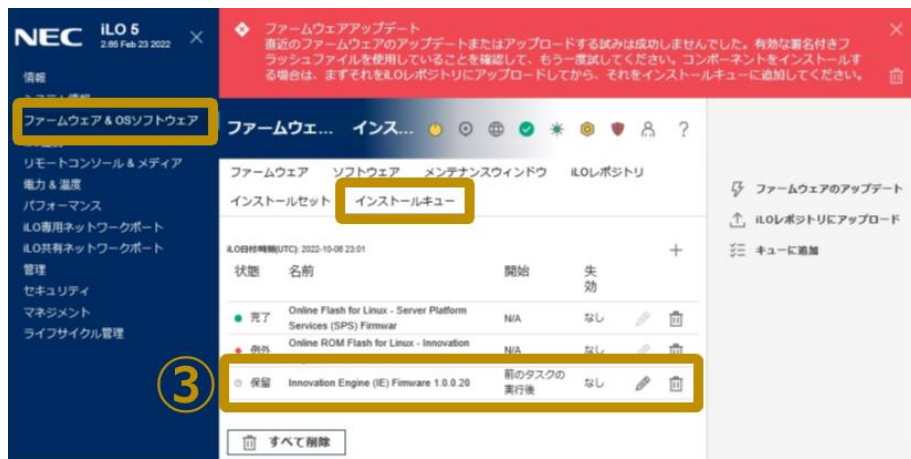 NEC iLO 5
2.65 Feb 23 2022
情報
ファームウェア & OSソフトウェア
リモートコンソール & メディア
電力 & 温度
パフォーマンス
iLO専用ネットワークポート
iLO共有ネットワークポート
管理
セキュリティ
マネジメント
ライフサイクル管理
ファームウェアアップデート
直近のファームウェアのアップデートまたはアップロードする試みは成功しませんでした。有効な署名付きフ
ラッシュファイルを使用していることを確認して、もう一度試してください。コンポーネントをインストールす
る場合は、まずそれをiLOレポジトリにアップロードしてから、それをインストールキューに追加してください。
ファームウェ... インス...
ファームウェア ソフトウェア メンテナンスウィンドウ iLOレポジトリ
インストールセット インストールキュー
iLO日付/時間(UTC): 2022-10-06 23:01
状態 名前 開始 失
効
完了 Online Flash for Linux - Server Platform
Services (SPS) Firmwar N/A なし
例外 Online ROM Flash for Linux - Innovation
N/A なし
③
保留 Innovation Engine (IE) Fimware 1.0.0.20 前のタスクの
実行後 なし
すべて削除
ファームウェアのアップデート
iLOレポジトリにアップロード
キューに追加